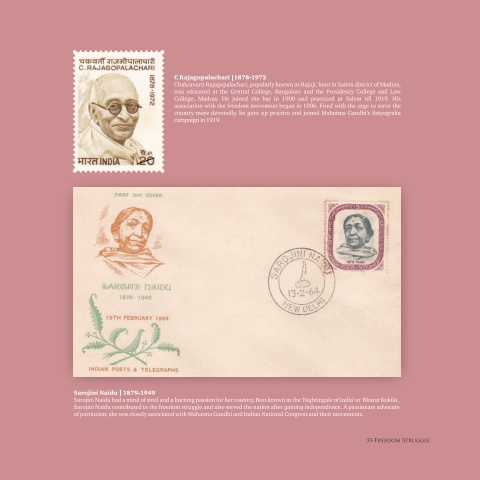 चक्रवर्ती राजगोपालाचारी
C. RAJAGOPALACHARI
1878-1972
भारत INDIA 20
C Rajagopalachari | 1878-1972
Chakravarti Rajagopalachari, popularly known as Rajaji, born in Salem district of Madras,
was educated at the Central College, Bangalore and the Presidency College and Law
College, Madras. He joined the bar in 1900 and practiced at Salem till 1919. His
association with the freedom movement began in 1906. Fired with the urge to serve the
country more devotedly, he gave up practice and joined Mahatma Gandhi's Satyagraha
campaign in 1919.
FIRST DAY COVER
SAROJINI NAIDU
1879 1949
13TH FEBRUARY 1964
INDIAN POSTS & TELEGRAPHS
SAROJINI NAIDU
13-2-64
NEW DELHI
Sarojini Naidu | 1879-1949
Sarojini Naidu had a mind of steel and a burning passion for her country. Best known as the 'Nightingale of India' or 'Bharat Kokila',
Sarojini Naidu contributed to the freedom struggle and also served the nation after gaining independence. A passionate advocate
of patriotism, she was closely associated with Mahatma Gandhi and Indian National Congress and their movements.
33-Freedom Struggle